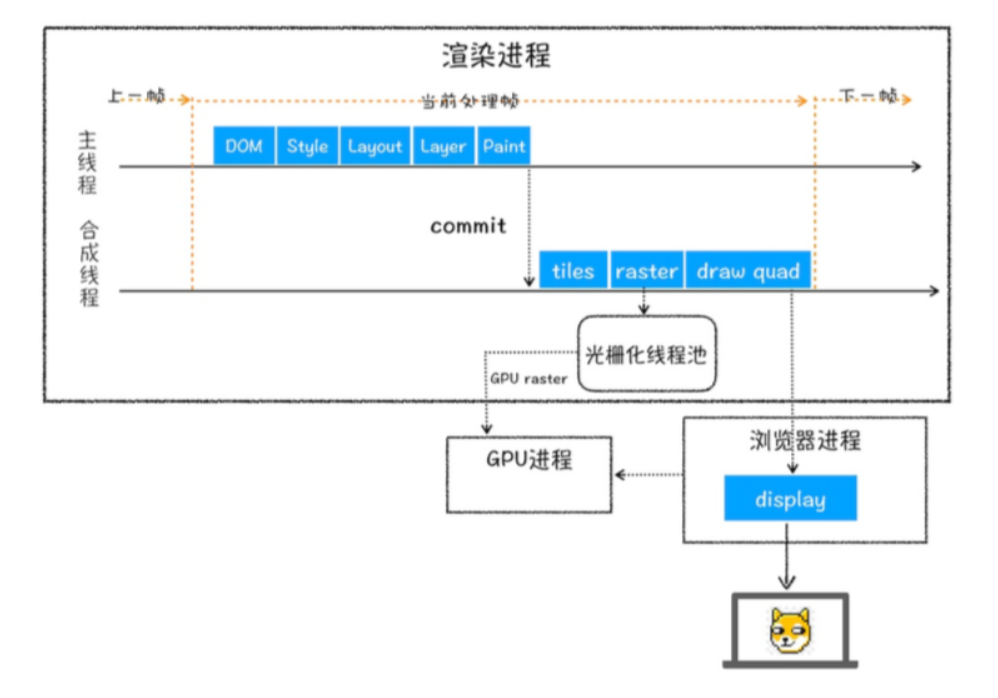 渲染进程
上一帧
当前处理帧
下一帧
主线程
DOM
Style
Layout
Layer
Paint
commit
合成线程
tiles
raster
draw quad
光栅化线程池
GPU raster
GPU进程
浏览器进程
display